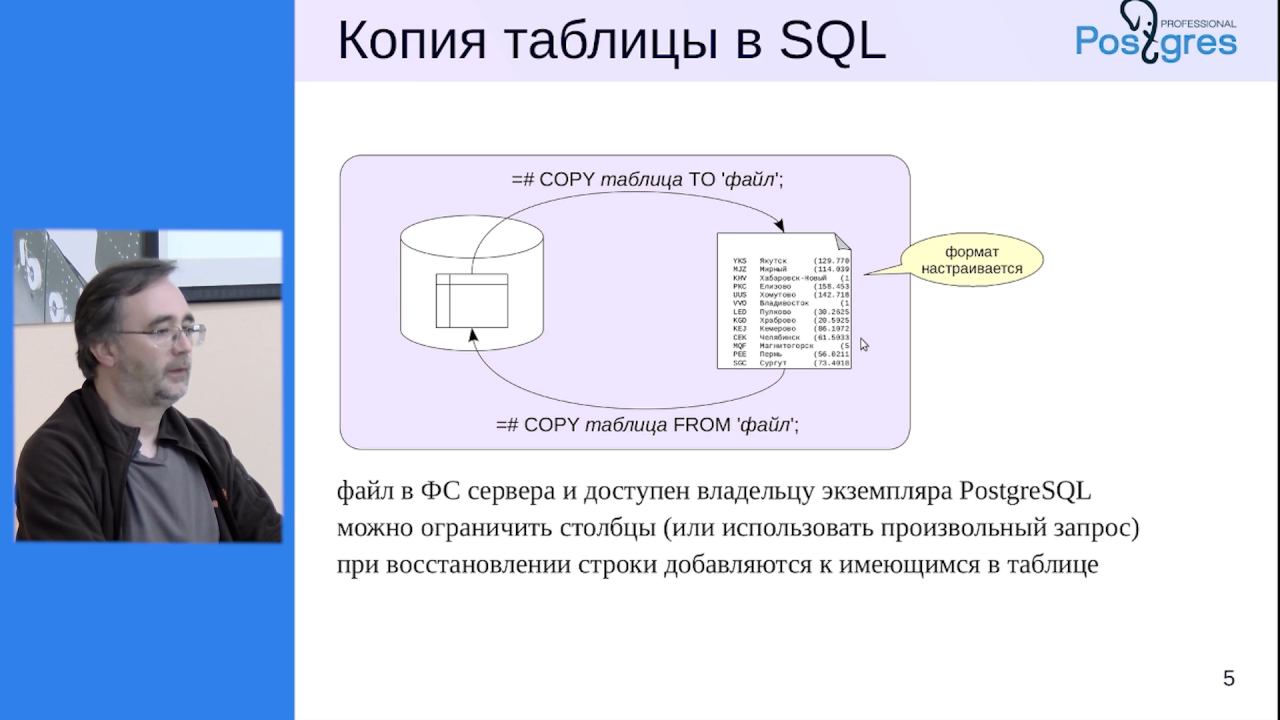 Копия таблицы в SQL
PROFESSIONAL
Postgres
=# COPY таблица TO 'файл';
формат
настраивается
YKS Якутск (129.770
MJZ Мирный (114.039
KHV Хабаровск-Новый (1
PKC Елизово (158.453
UUS Хомутово (142.718
VVO Владивосток (1
LED Пулково (30.2625
KGD Храброво (20.5925
KEJ Кемерово (86.1072
CEK Челябинск (61.5033
MQF Магнитогорск (5
PEE Пермь (56.0211
SGC Сургут (73.4018
=# COPY таблица FROM 'файл';
файл в ФС сервера и доступен владельцу экземпляра PostgreSQL
можно ограничить столбцы (или использовать произвольный запрос)
при восстановлении строки добавляются к имеющимся в таблице
5